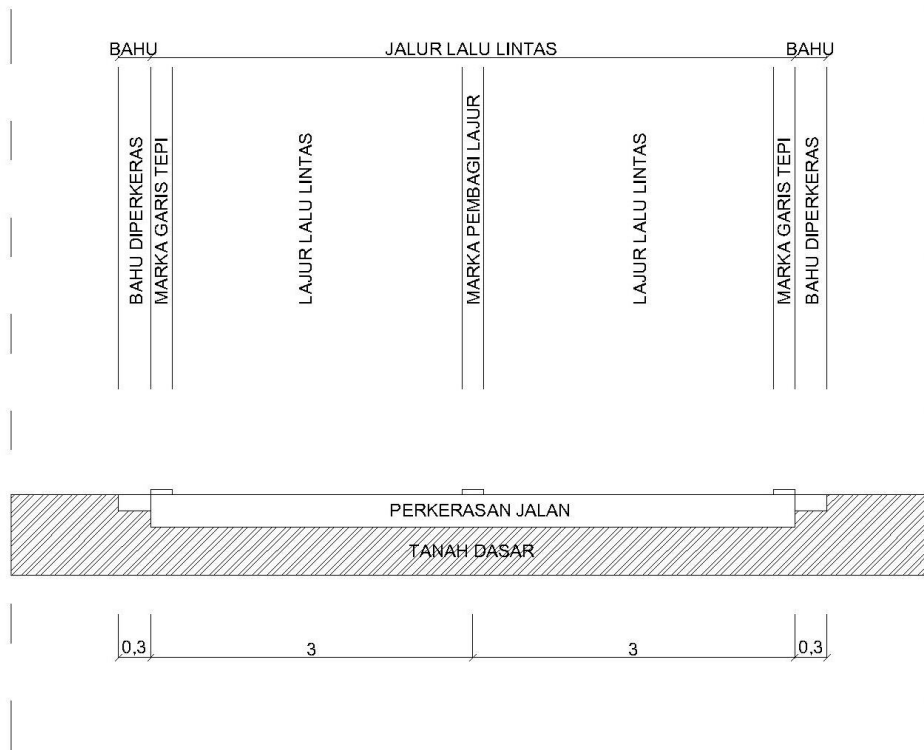 BAHU
JALUR LALU LINTAS
BAHU
BAHU DIPERKERAS
MARKA GARIS TEPI
LAJUR LALU LINTAS
MARKA PEMBAGI LAJUR
LAJUR LALU LINTAS
MARKA GARIS TEPI
BAHU DIPERKERAS
PERKERASAN JALAN
TANAH DASAR
0,3
3
3
0,3